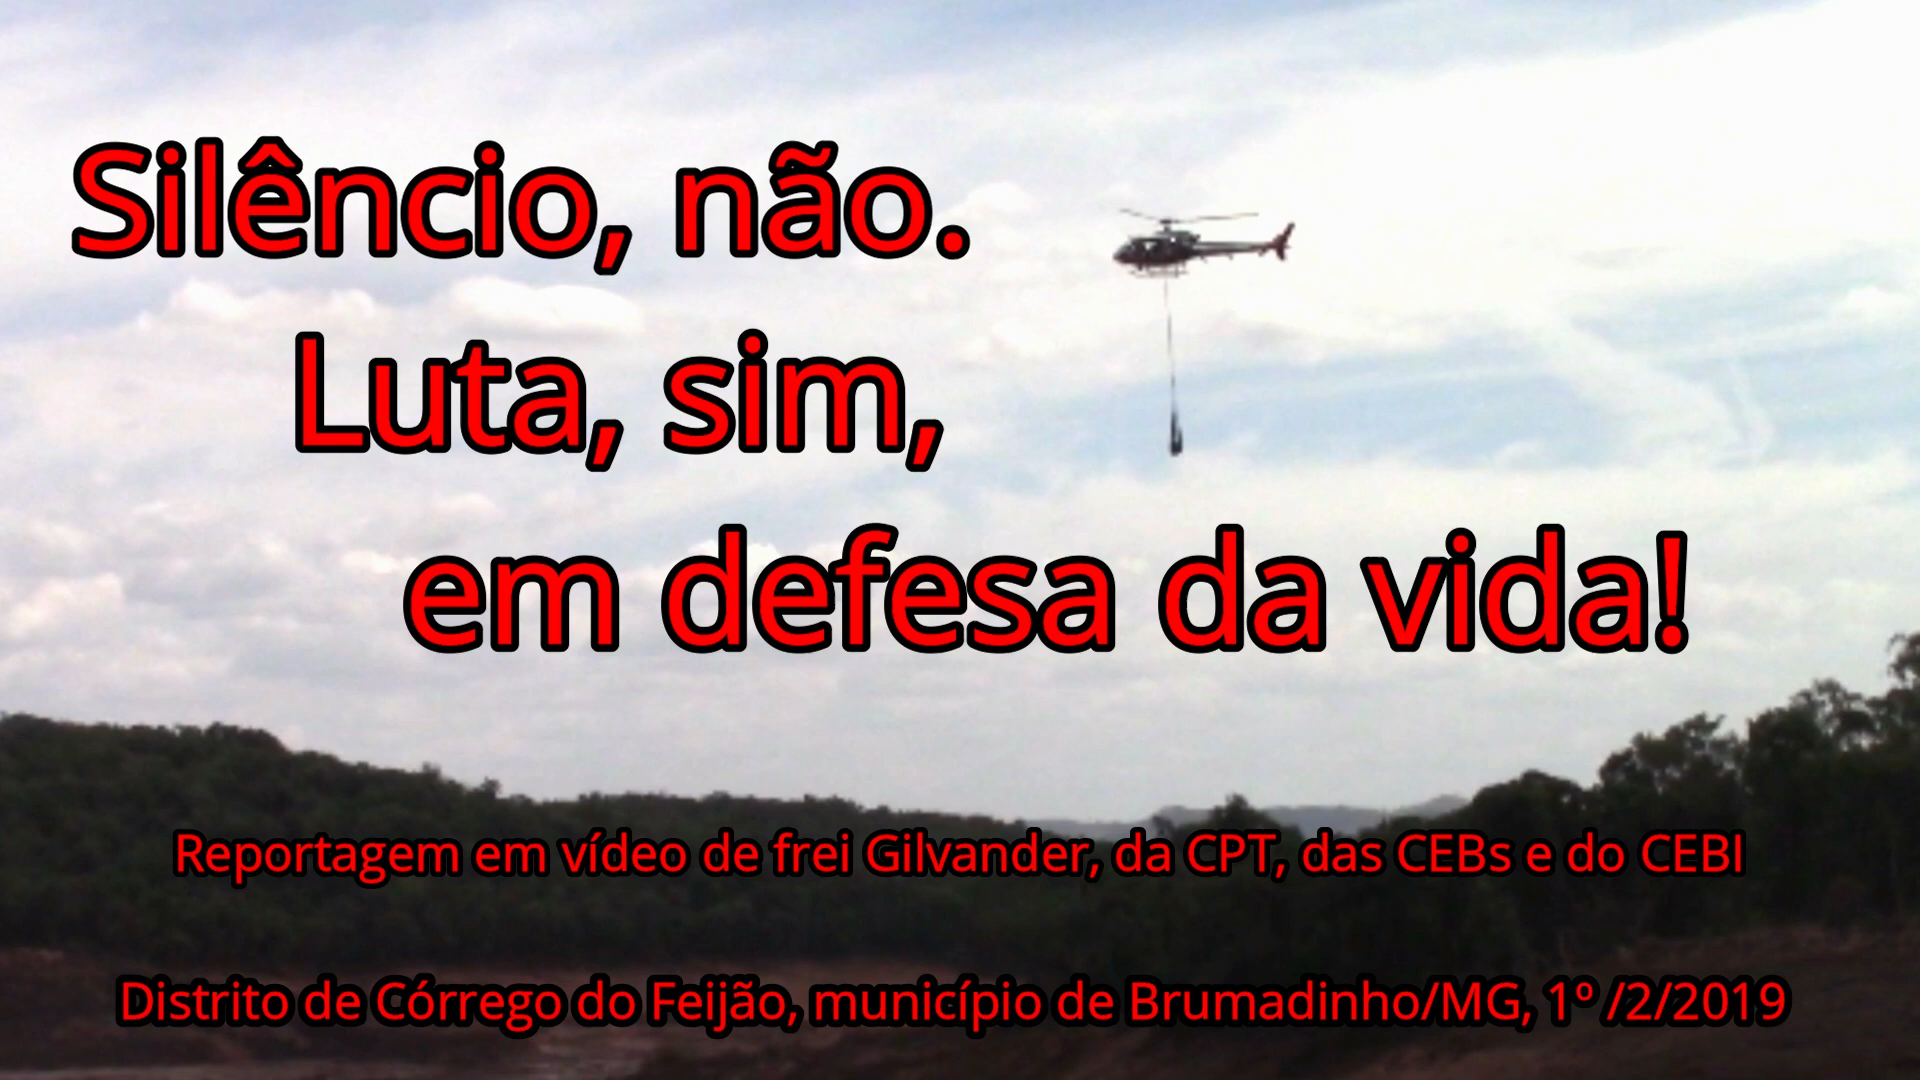 Silêncio, não.
Luta, sim,
em defesa da vida!
Reportagem em vídeo de frei Gilvander, da CPT, das CEBs e do CEBI
Distrito de Córrego do Feijão, município de Brumadinho/MG, 1º /2/2019